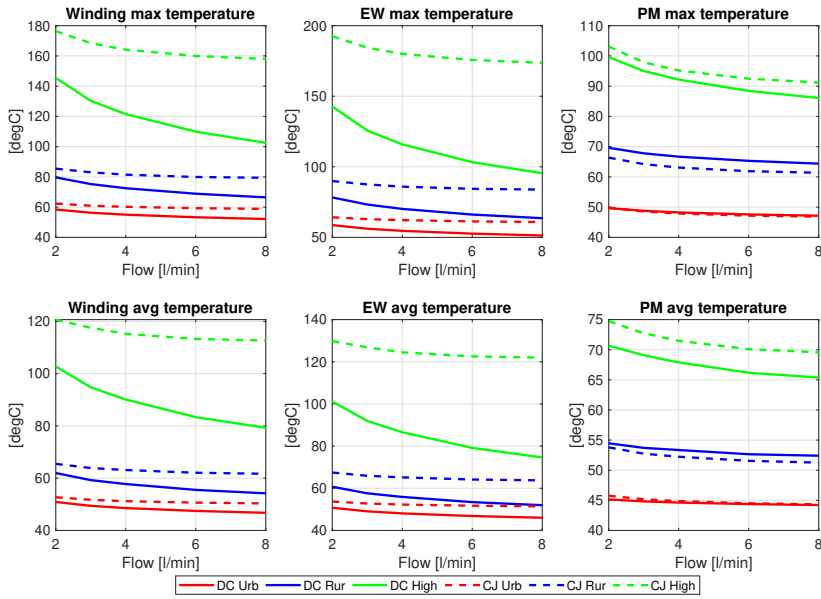 Winding max temperature
[degC]
180
160
140
120
100
80
60
40
2 4 6 8
Flow [l/min]
EW max temperature
[degC]
200
150
100
50
2 4 6 8
Flow [l/min]
PM max temperature
[degC]
110
100
90
80
70
60
50
40
2 4 6 8
Flow [l/min]
Winding avg temperature
[degC]
120
100
80
60
40
2 4 6 8
Flow [l/min]
EW avg temperature
[degC]
140
120
100
80
60
40
2 4 6 8
Flow [l/min]
PM avg temperature
[degC]
75
70
65
60
55
50
45
40
2 4 6 8
Flow [l/min]
DC Urb DC Rur DC High CJ Urb CJ Rur CJ High